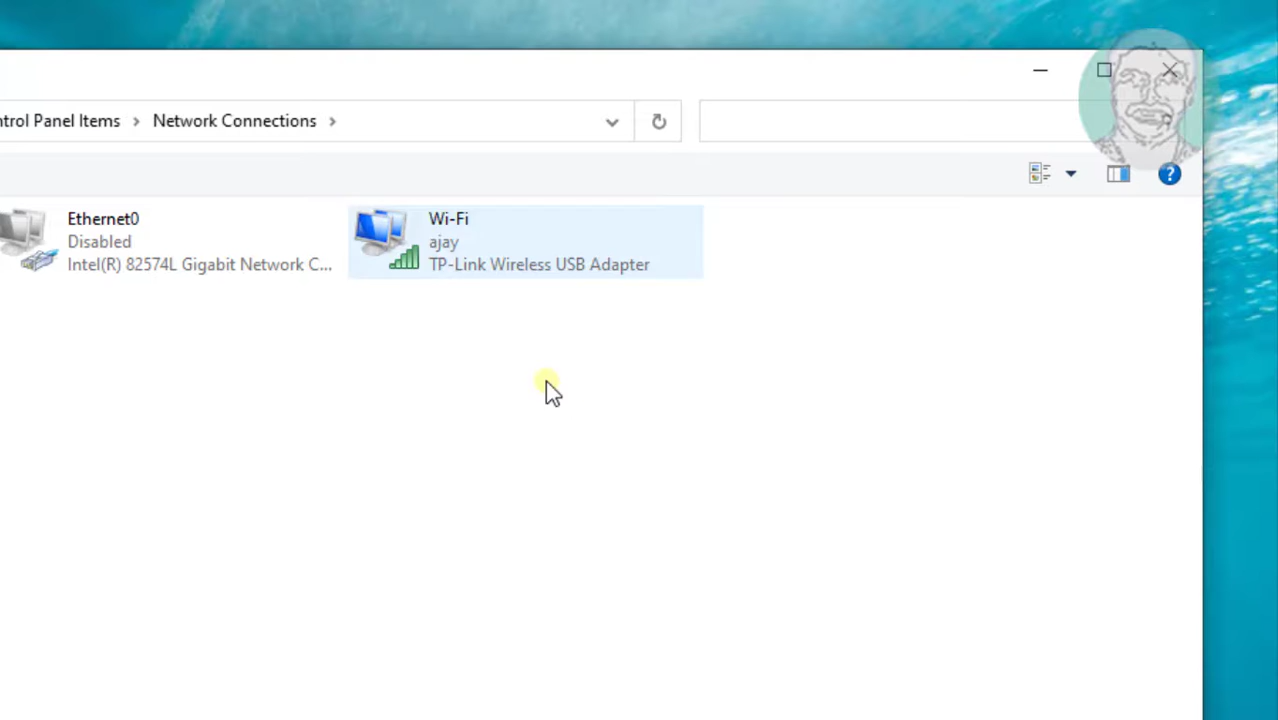 ntrol Panel Items > Network Connections >
?
Ethernet0
Disabled
Intel(R) 82574L Gigabit Network C...
Wi-Fi
ajay
TP-Link Wireless USB Adapter